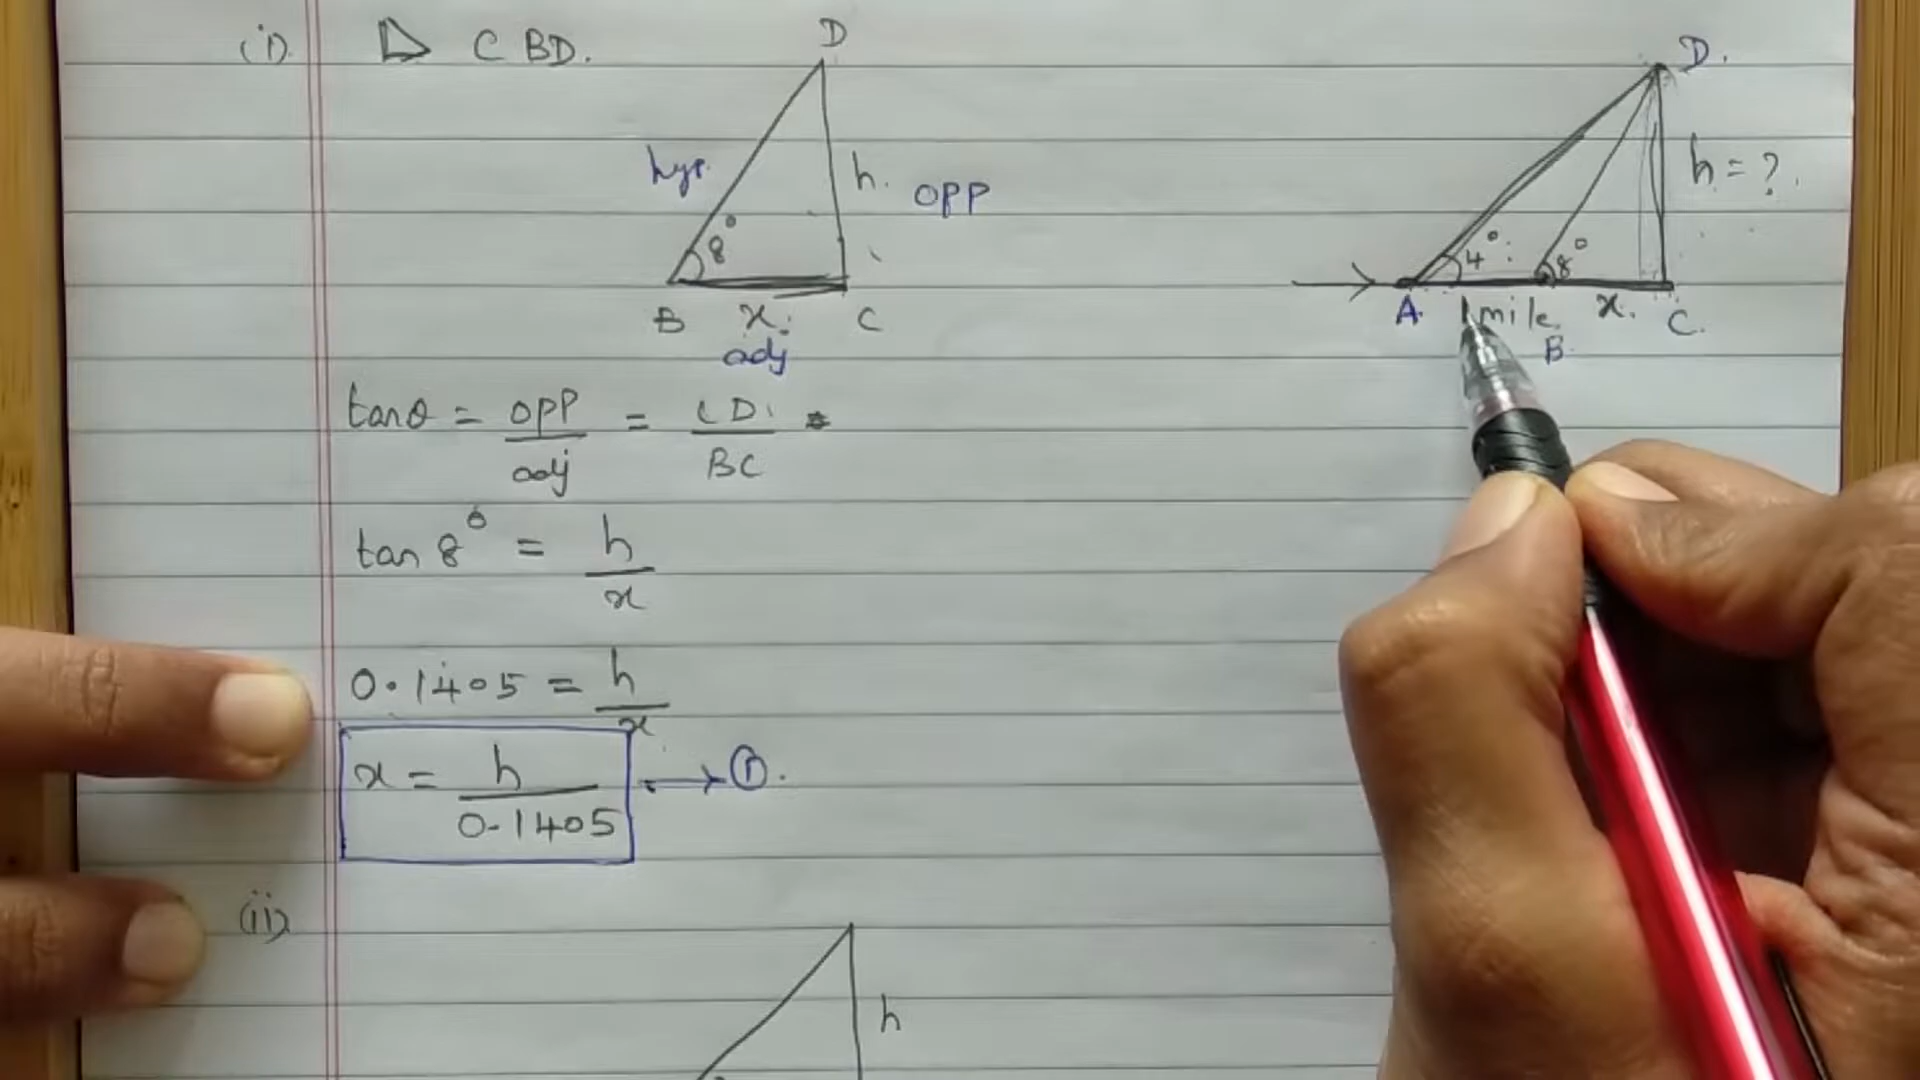 (i) ▷ CBD.
D
hyp. h. OPP
8°
B x. C
adj
tanθ = OPP/adj = CD/BC
tan 8° = h/x
0.1405 = h/x
x = h/0.1405 → ①.
(ii)
h
D.
h = ?
4° 8°
A. 1 mile. x. C.
B.